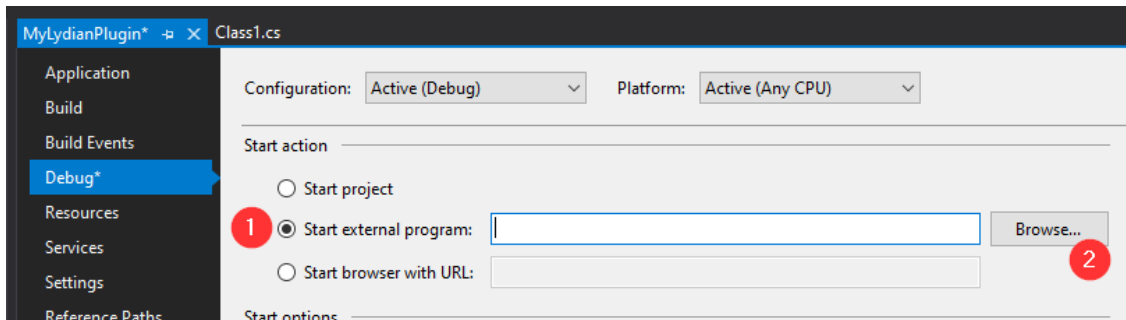 MyLydianPlugin* Class1.cs
Application
Build
Build Events
Debug*
Resources
Services
Settings
Reference Paths
Configuration: Active (Debug) Platform: Active (Any CPU)
Start action
Start project
1 Start external program: Browse...
2
Start browser with URL:
Start options